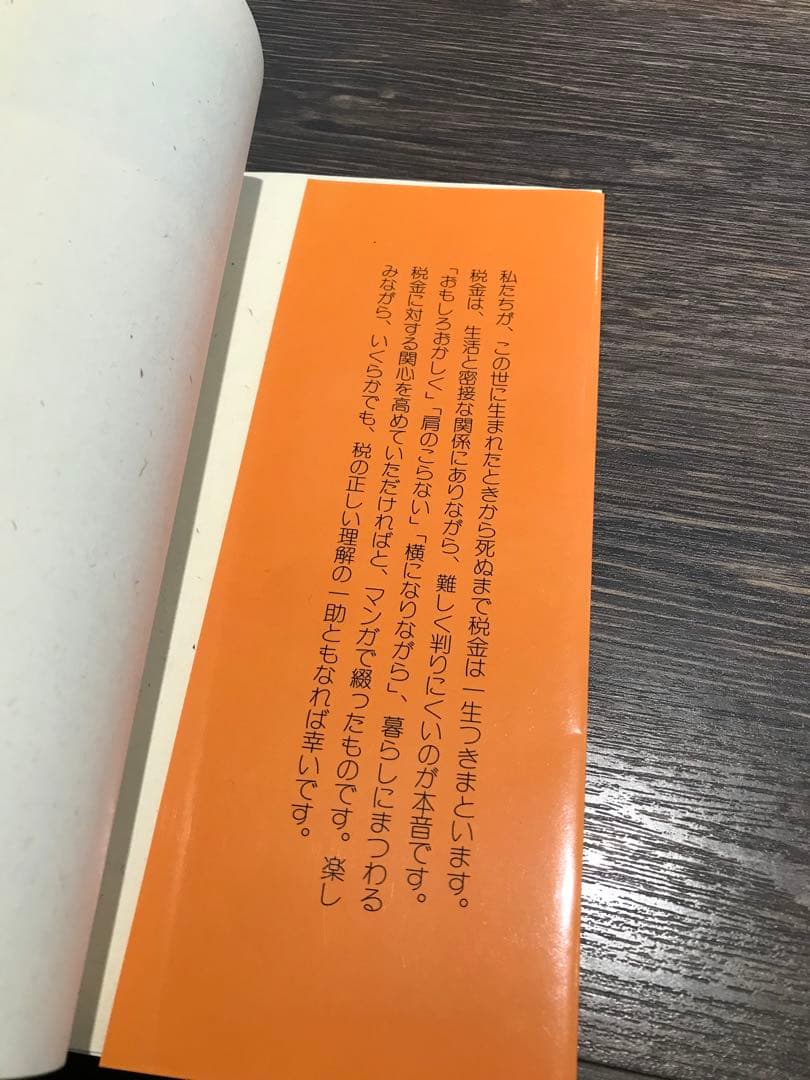 私たちが、この世に生まれたときから死ぬまで税金は一生つきまといます。
税金は、生活と密接な関係にありながら、難しく判りにくいのが本音です。
「おもしろおかしく」「肩のこらない」「横になりながら」、暮らしにまつわる
税金に対する関心を高めていただければと、マンガで綴ったものです。楽し
みながら、いくらかでも、税の正しい理解の一助ともなれば幸いです。